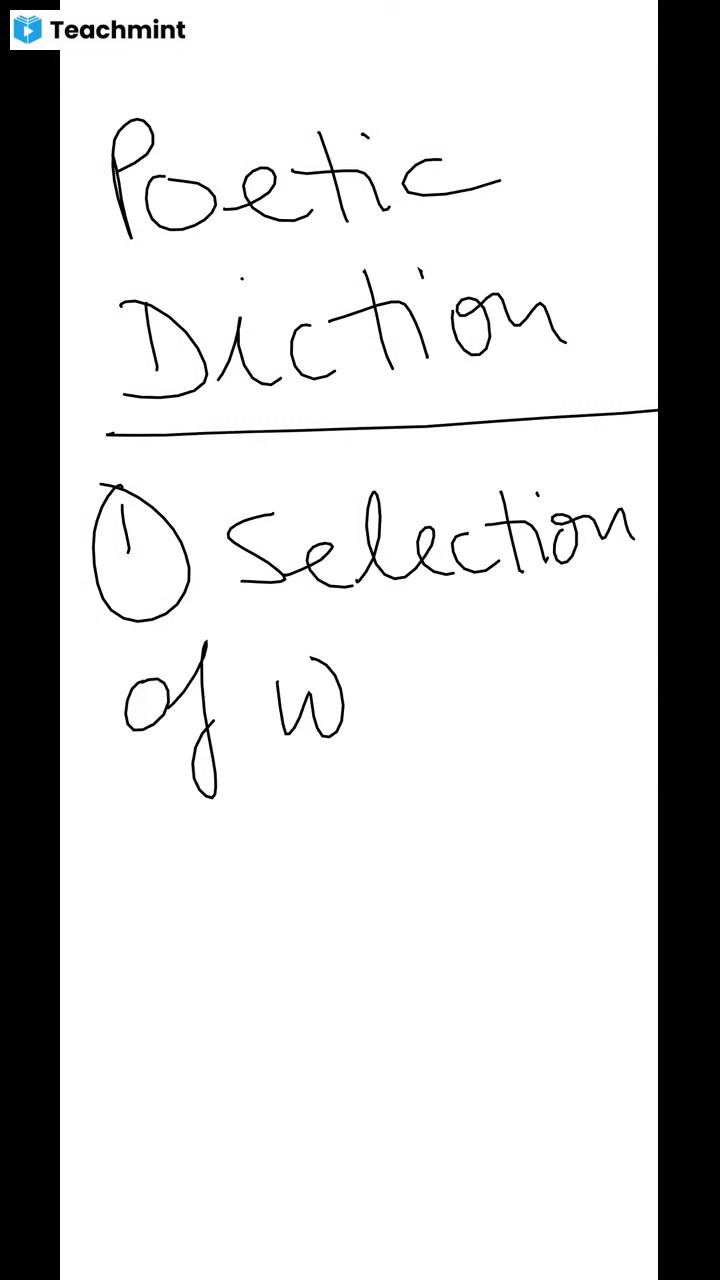 Teachmint
Poetic
Diction
① Selection
of w